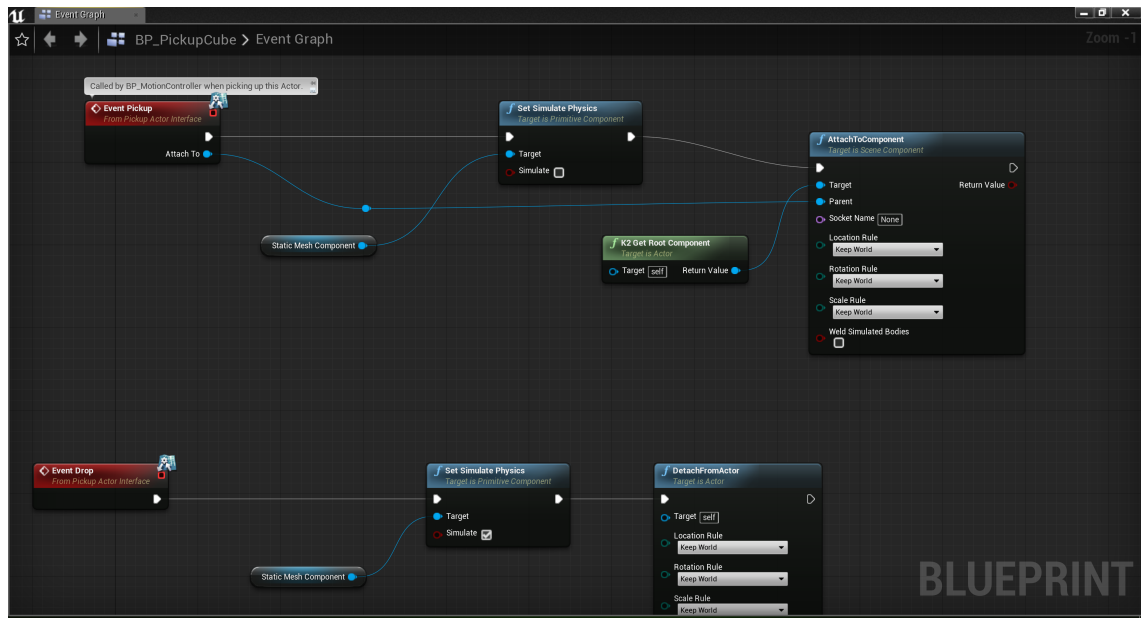 Event Graph
BP_PickupCube > Event Graph
Zoom -1
Called by BP_MotionController when picking up this Actor.
Event Pickup
From Pickup Actor Interface
Attach To
Set Simulate Physics
Target is Primitive Component
Target
Simulate
Static Mesh Component
K2 Get Root Component
Target is Actor
Target self Return Value
AttachToComponent
Target is Scene Component
Target Return Value
Parent
Socket Name None
Location Rule
Keep World
Rotation Rule
Keep World
Scale Rule
Keep World
Weld Simulated Bodies
Event Drop
From Pickup Actor Interface
Set Simulate Physics
Target is Primitive Component
Target
Simulate
Static Mesh Component
DetachFromActor
Target is Actor
Target self
Location Rule
Keep World
Rotation Rule
Keep World
Scale Rule
Keep World
BLUEPRINT